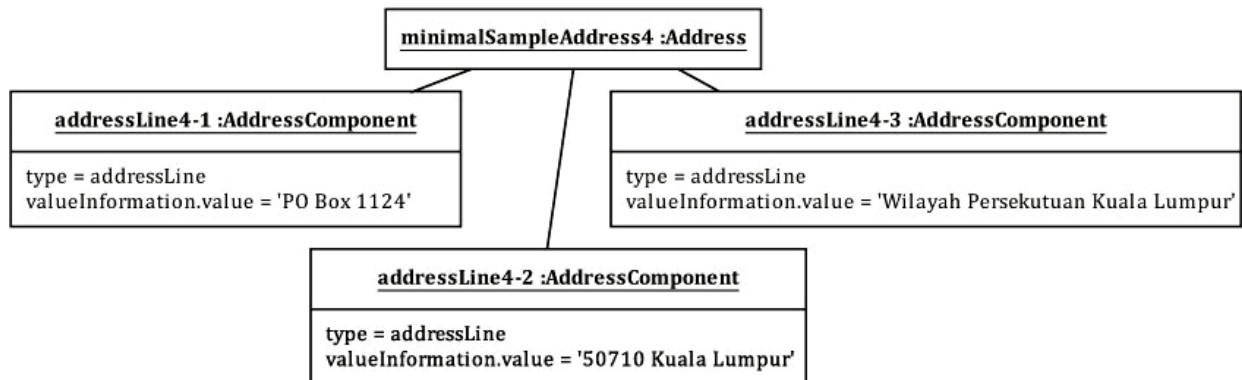 minimalSampleAddress4 :Address
addressLine4-1 :AddressComponent
type = addressLine
valueInformation.value = 'PO Box 1124'
addressLine4-3 :AddressComponent
type = addressLine
valueInformation.value = 'Wilayah Persekutuan Kuala Lumpur'
addressLine4-2 :AddressComponent
type = addressLine
valueInformation.value = '50710 Kuala Lumpur'